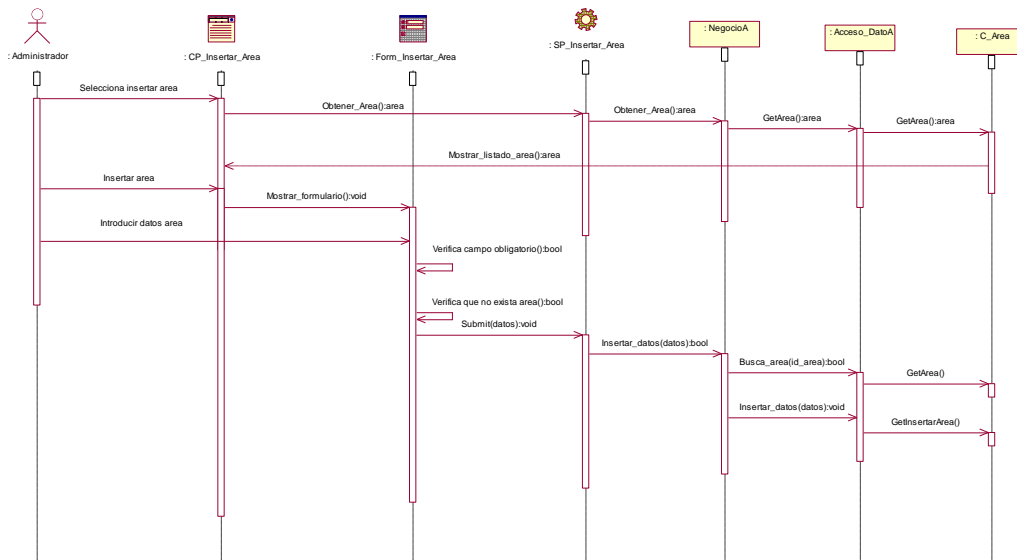 : Administrador
: CP_Insertar_Area
: Form_Insertar_Area
: SP_Insertar_Area
: NegocioA
: Acceso_DatoA
: C_Area
Selecciona insertar area
Obtener_Area():area
Obtener_Area():area
GetArea():area
GetArea():area
Mostrar_listado_area():area
Insertar area
Mostrar_formulario():void
Introducir datos area
Verifica campo obligatorio():bool
Verifica que no exista area():bool
Submit(datos):void
Insertar_datos(datos):bool
Busca_area(id_area):bool
GetArea()
Insertar_datos(datos):void
GetInsertarArea()